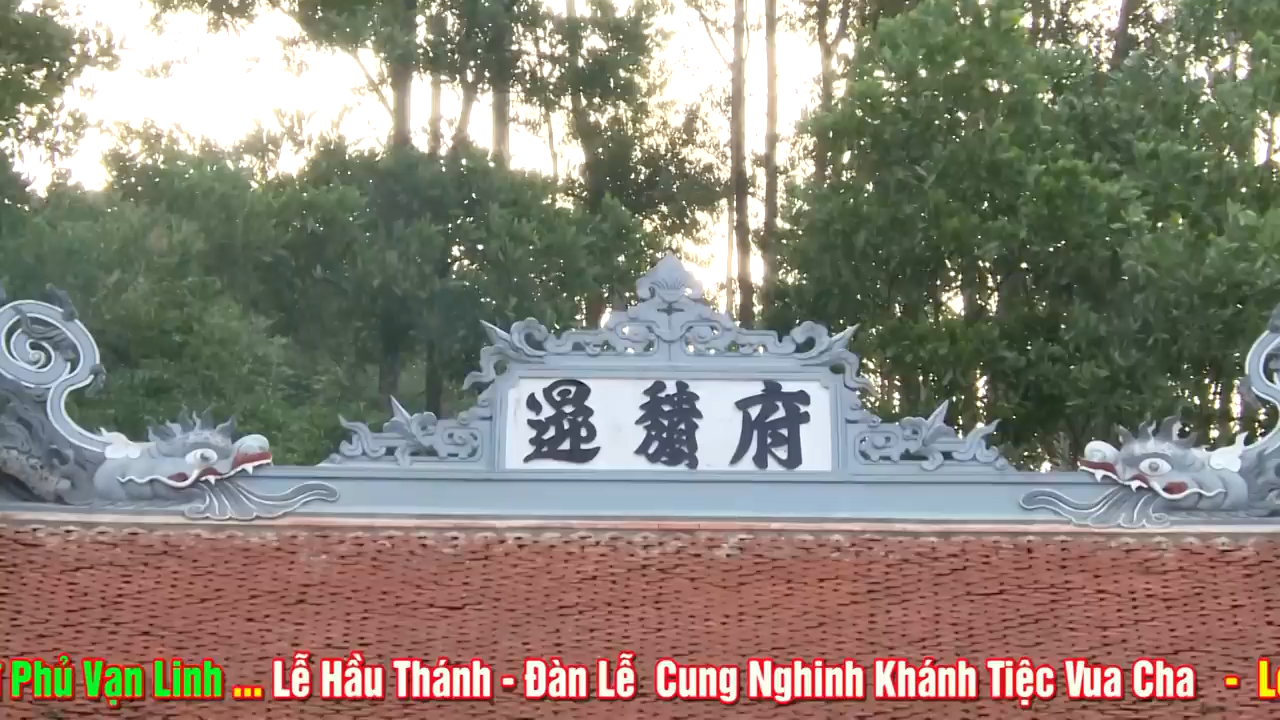 府
Phủ Vạn Linh ... Lễ Hầu Thánh - Đàn Lễ Cung Nghinh Khánh Tiệc Vua Cha -